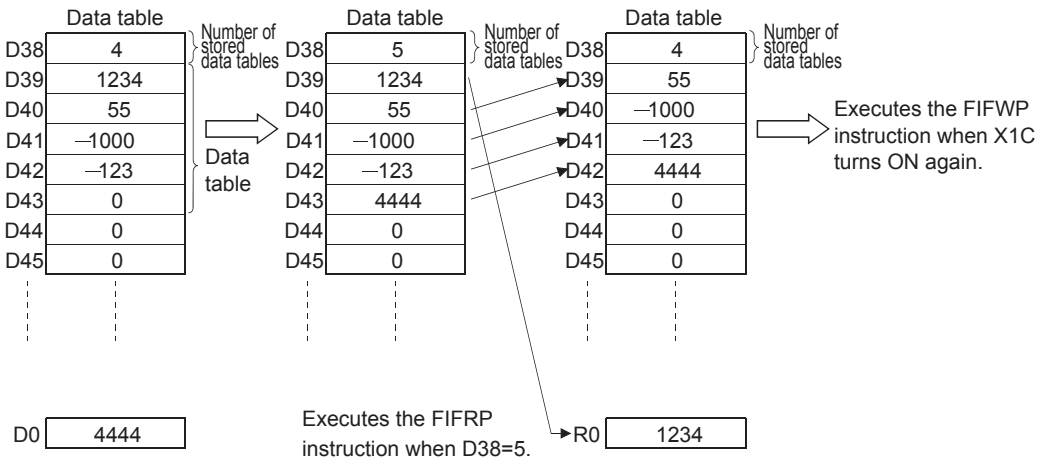 Data table
Number of
stored
data tables
D38 4
D39 1234
D40 55
D41 —1000
D42 —123
D43 0
D44 0
D45 0
Data
table
D0 4444
Data table
Number of
stored
data tables
D38 5
D39 1234
D40 55
D41 —1000
D42 —123
D43 4444
D44 0
D45 0
Executes the FIFRP
instruction when D38=5.
Data table
Number of
stored
data tables
D38 4
D39 55
D40 —1000
D41 —123
D42 4444
D43 0
D44 0
D45 0
R0 1234
Executes the FIFWP
instruction when X1C
turns ON again.